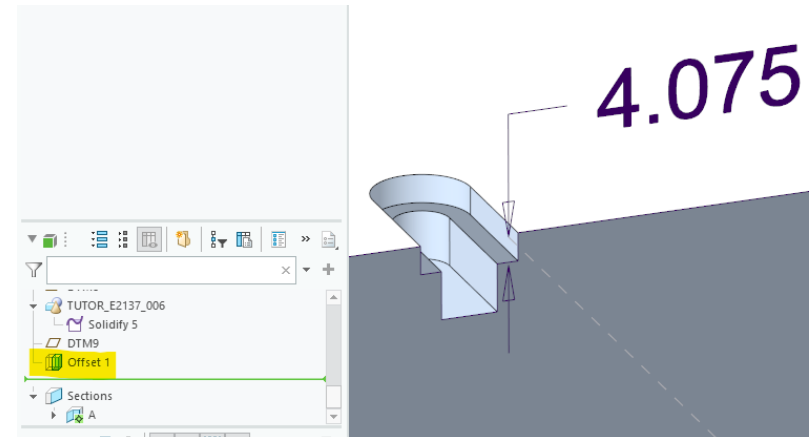 4.075
TUTOR_E2137_006
Solidify 5
DTM9
Offset 1
Sections
A